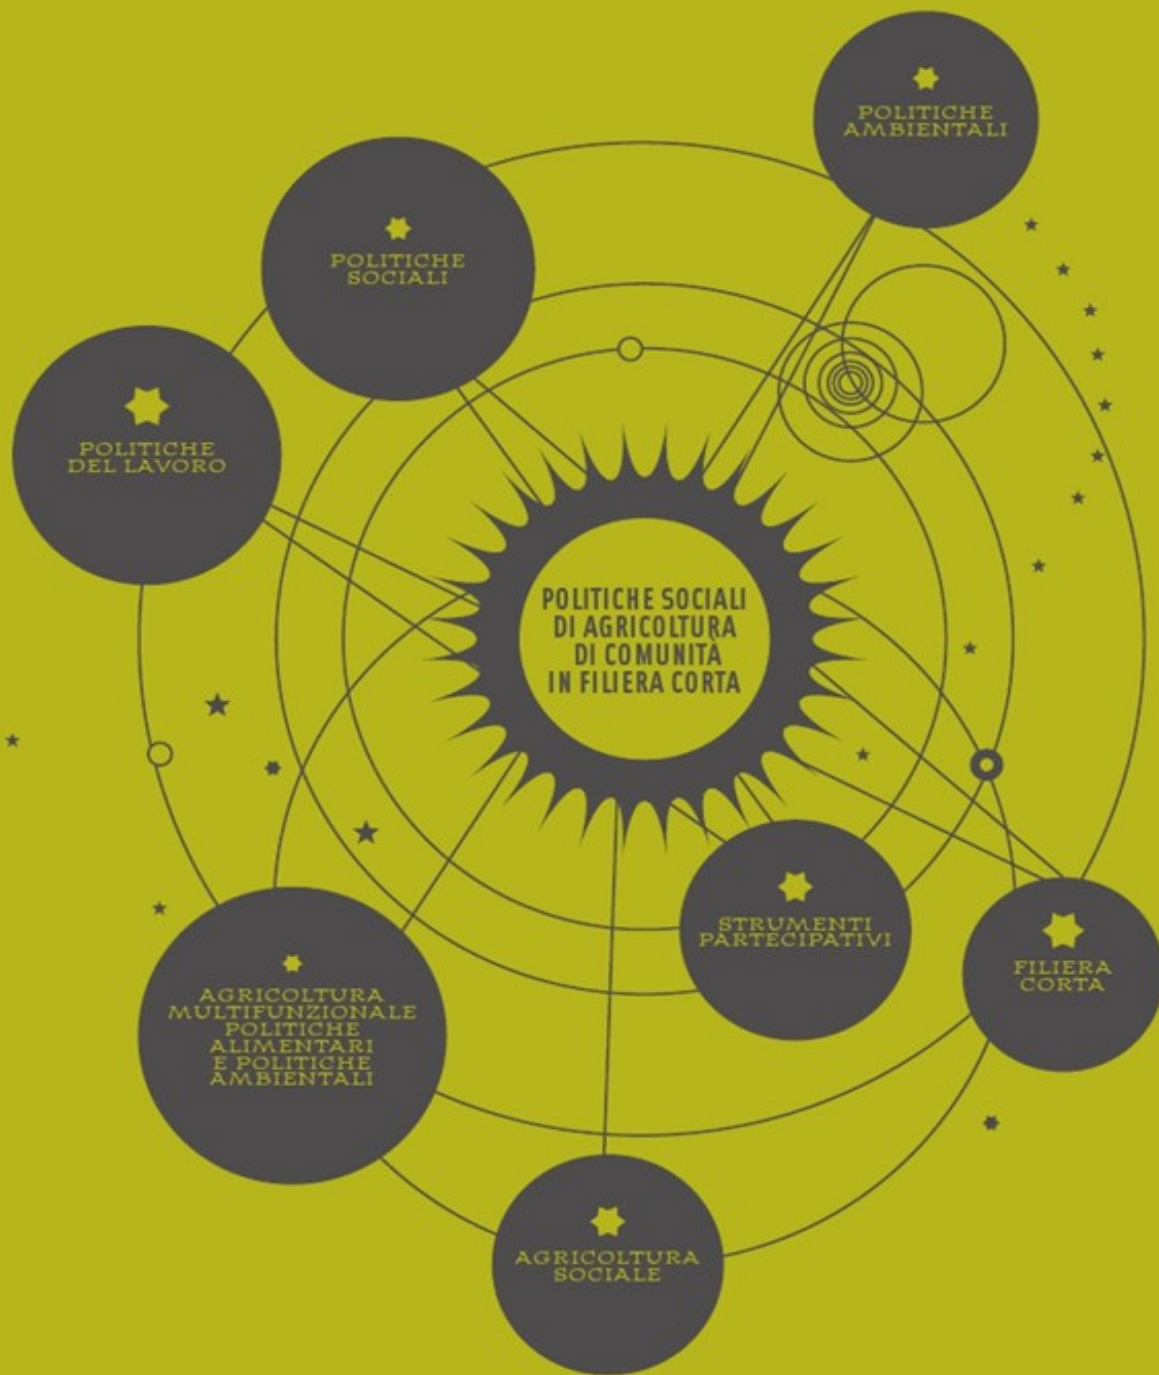 POLITICHE
AMBIENTALI
POLITICHE
SOCIALI
POLITICHE
DEL LAVORO
POLITICHE SOCIALI
DI AGRICOLTURA
DI COMUNITÀ
IN FILIERA CORTA
STRUMENTI
PARTECIPATIVI
FILIERA
CORTA
AGRICOLTURA
MULTIFUNZIONALE
POLITICHE
ALIMENTARI
E POLITICHE
AMBIENTALI
AGRICOLTURA
SOCIALE